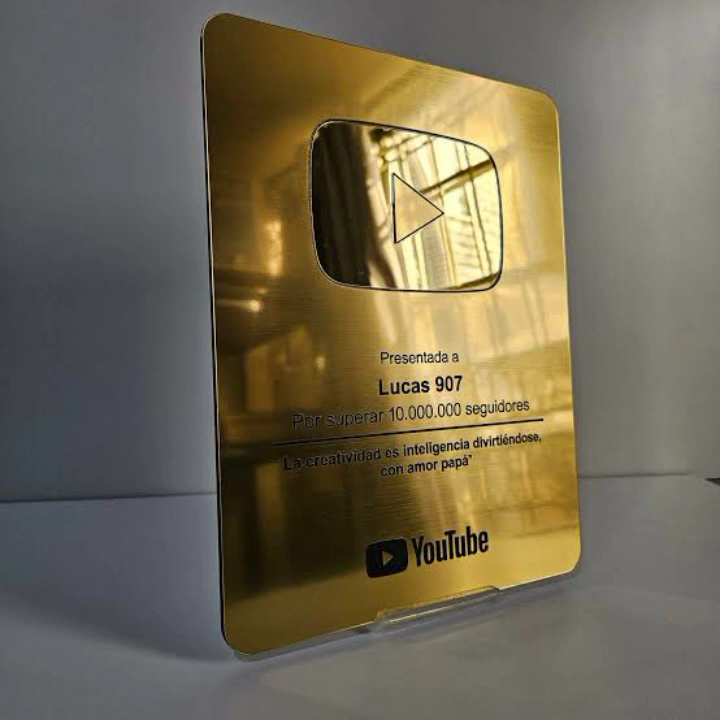 Presentada a
Lucas 907
Por superar 10.000.000 seguidores
"La creatividad es inteligencia divirtiéndose,
con amor papá"
YouTube